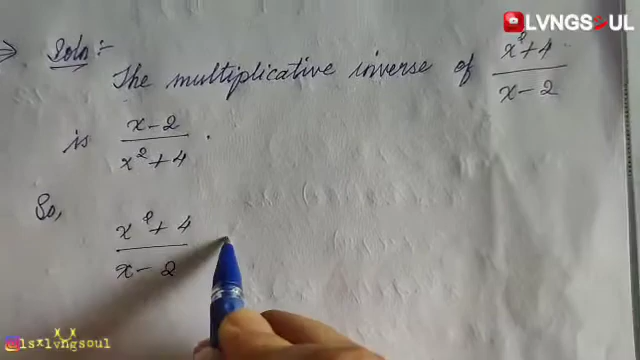 LVNGSOUL
⇒ Soln :-
The multiplicative inverse of (x²+4)/(x-2)
is (x-2)/(x²+4) .
So,
(x²+4)/(x-2)
lsxlvngsoul